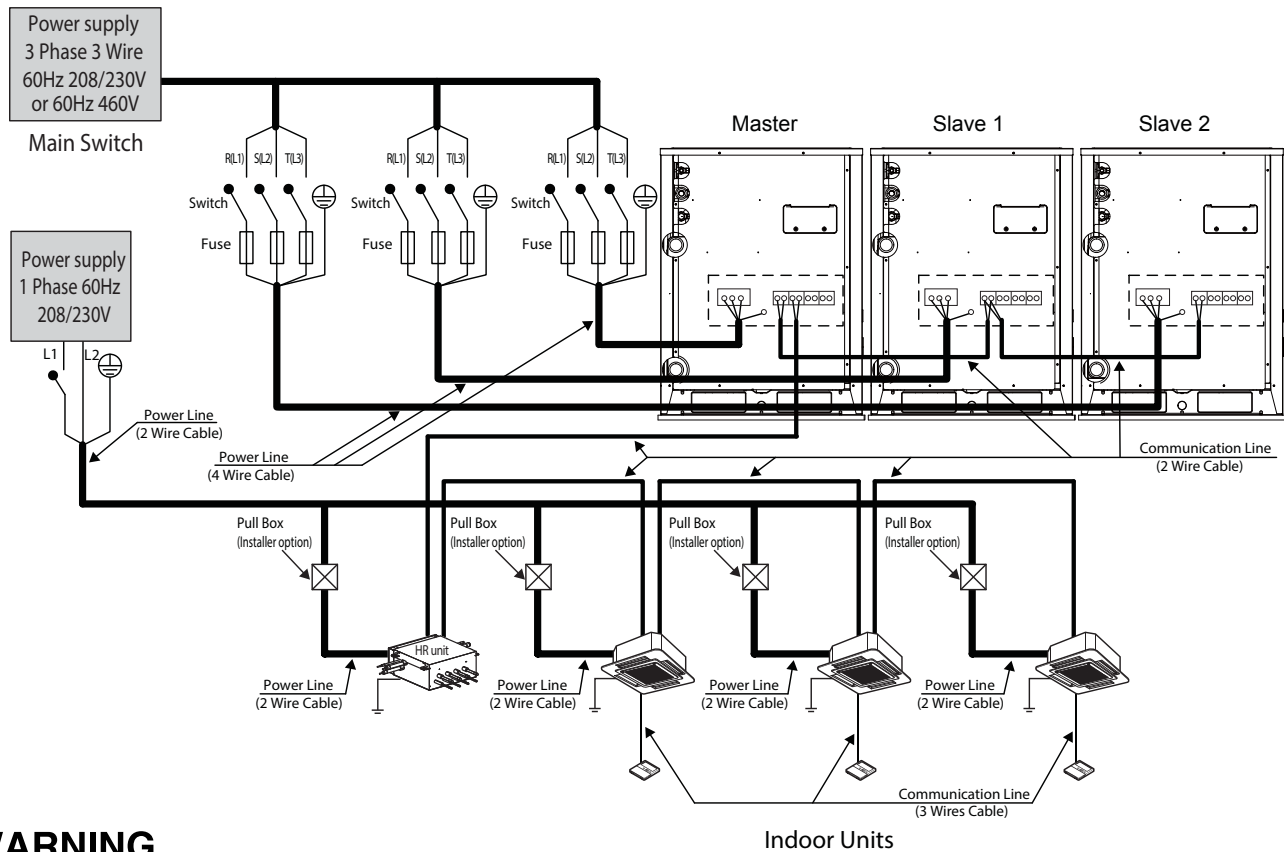 Power supply
3 Phase 3 Wire
60Hz 208/230V
or 60Hz 460V
Main Switch
Master
Slave 1
Slave 2
R(L1) S(L2) T(L3)
Switch
Fuse
R(L1) S(L2) T(L3)
Switch
Fuse
R(L1) S(L2) T(L3)
Switch
Fuse
Power supply
1 Phase 60Hz
208/230V
L1 L2
Power Line
(2 Wire Cable)
Power Line
(4 Wire Cable)
Communication Line
(2 Wire Cable)
Pull Box
(Installer option)
Pull Box
(Installer option)
Pull Box
(Installer option)
Pull Box
(Installer option)
HR unit
Power Line
(2 Wire Cable)
Power Line
(2 Wire Cable)
Power Line
(2 Wire Cable)
Power Line
(2 Wire Cable)
Communication Line
(3 Wires Cable)
Indoor Units
WARNING